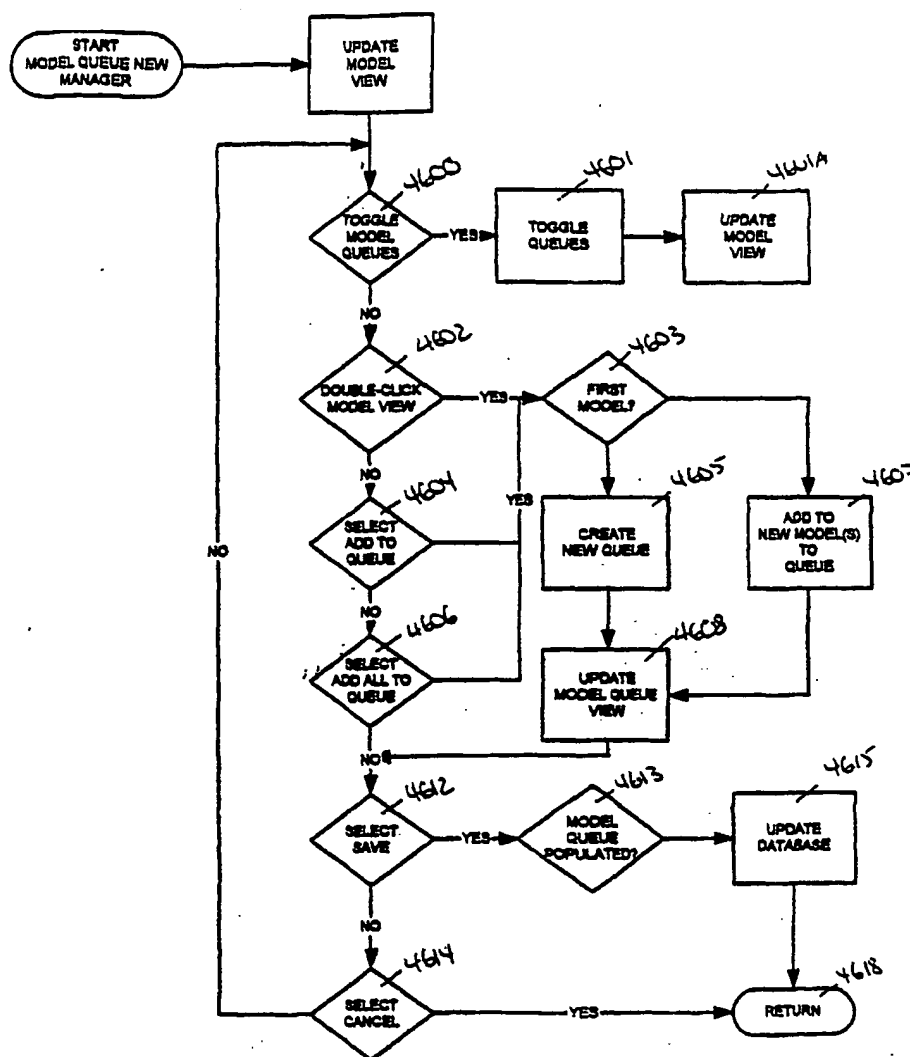 START
MODEL QUEUE NEW
MANAGER
UPDATE
MODEL
VIEW
4600
TOGGLE
MODEL
QUEUES
YES
4601
TOGGLE
QUEUES
4601A
UPDATE
MODEL
VIEW
NO
4602
DOUBLE-CLICK
MODEL VIEW
YES
4603
FIRST
MODEL?
NO
4604
SELECT
ADD TO
QUEUE
YES
4605
CREATE
NEW QUEUE
4607
ADD TO
NEW MODEL(S)
TO
QUEUE
NO
NO
4606
SELECT
ADD ALL TO
QUEUE
4608
UPDATE
MODEL QUEUE
VIEW
NO
4612
SELECT
SAVE
YES
4613
MODEL
QUEUE
POPULATED?
4615
UPDATE
DATABASE
NO
4614
SELECT
CANCEL
YES
4618
RETURN